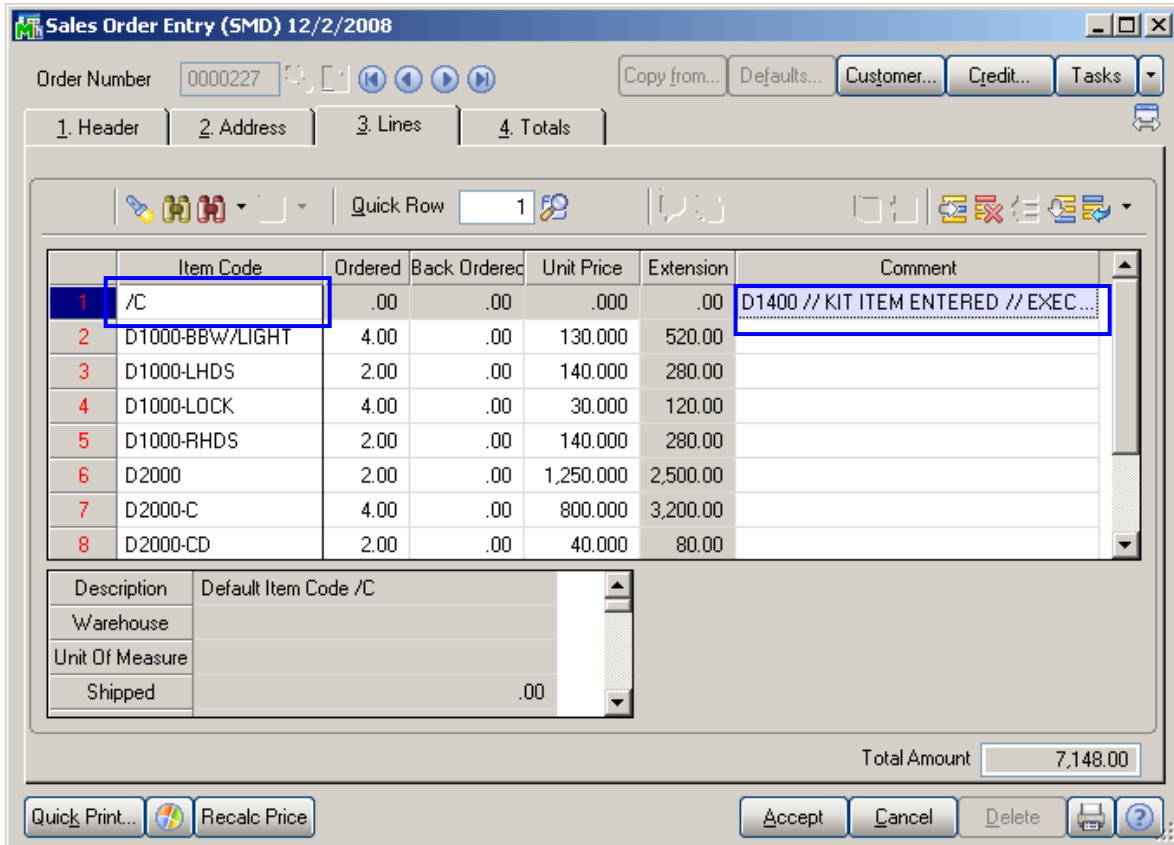 Sales Order Entry (SMD) 12/2/2008
Order Number 0000227 Copy from... Defaults... Customer... Credit... Tasks
1. Header 2. Address 3. Lines 4. Totals
Quick Row 1
Item Code Ordered Back Ordered Unit Price Extension Comment
1 /C .00 .00 .000 .00 D1400 // KIT ITEM ENTERED // EXEC...
2 D1000-BBW/LIGHT 4.00 .00 130.000 520.00
3 D1000-LHDS 2.00 .00 140.000 280.00
4 D1000-LOCK 4.00 .00 30.000 120.00
5 D1000-RHDS 2.00 .00 140.000 280.00
6 D2000 2.00 .00 1,250.000 2,500.00
7 D2000-C 4.00 .00 800.000 3,200.00
8 D2000-CD 2.00 .00 40.000 80.00
Description Default Item Code /C
Warehouse
Unit Of Measure
Shipped .00
Total Amount 7,148.00
Quick Print... Recalc Price Accept Cancel Delete